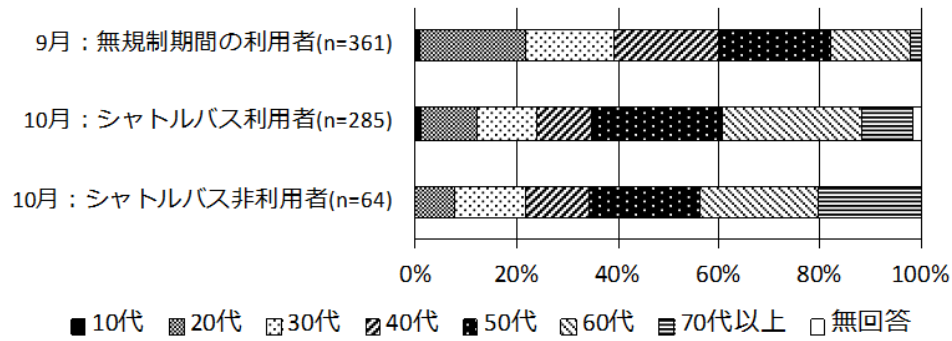 9月：無規制期間の利用者(n=361)
10月：シャトルバス利用者(n=285)
10月：シャトルバス非利用者(n=64)
0% 20% 40% 60% 80% 100%
10代 20代 30代 40代 50代 60代 70代以上 無回答